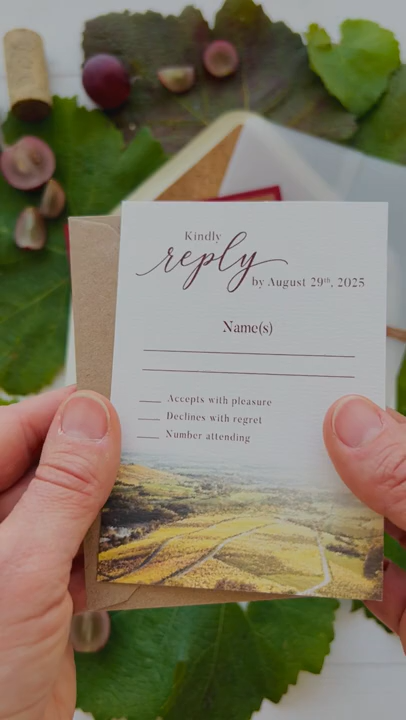 Kindly
reply
by August 29th, 2025
Name(s)
Accepts with pleasure
Declines with regret
Number attending